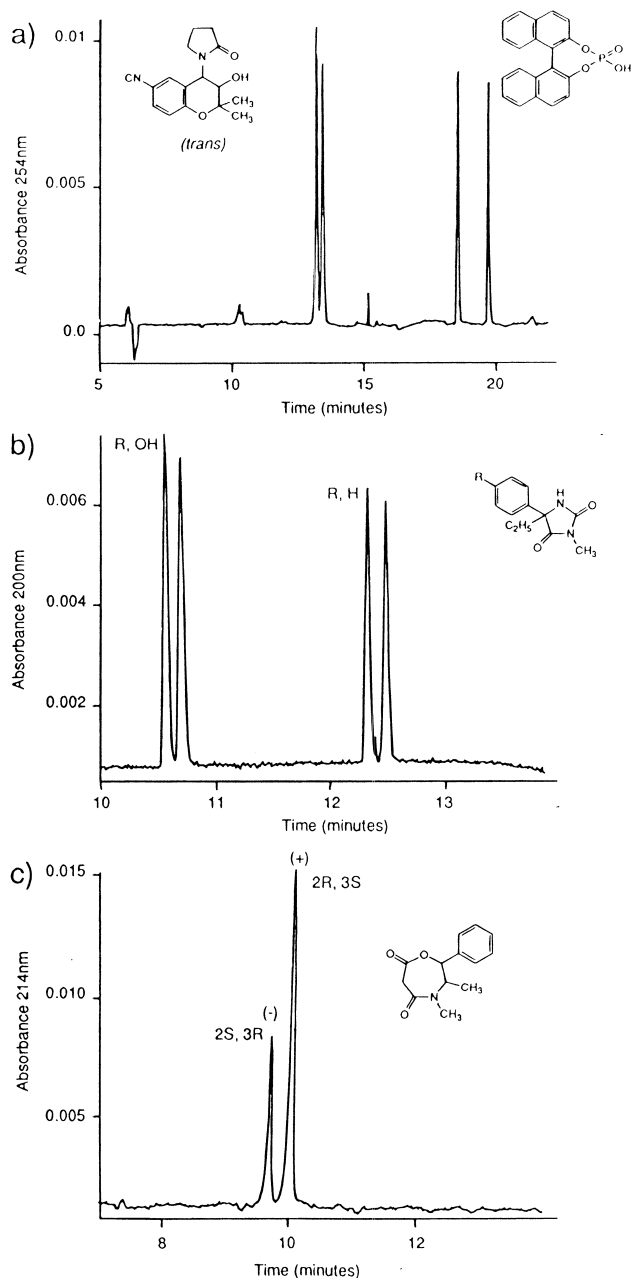 a)
Absorbance 254nm
0.01
0.005
0.0
5
10
15
20
Time (minutes)
N
O
CN
OH
CH3
CH3
O
(trans)
O
O
P
O
OH
b)
Absorbance 200nm
0.006
0.004
0.002
10
11
12
13
Time (minutes)
R, OH
R, H
R
H
N
O
C2H5
N
O
CH3
c)
Absorbance 214nm
0.015
0.010
0.005
8
10
12
Time (minutes)
(+)
2R, 3S
(-)
2S, 3R
O
O
CH3
N
O
CH3